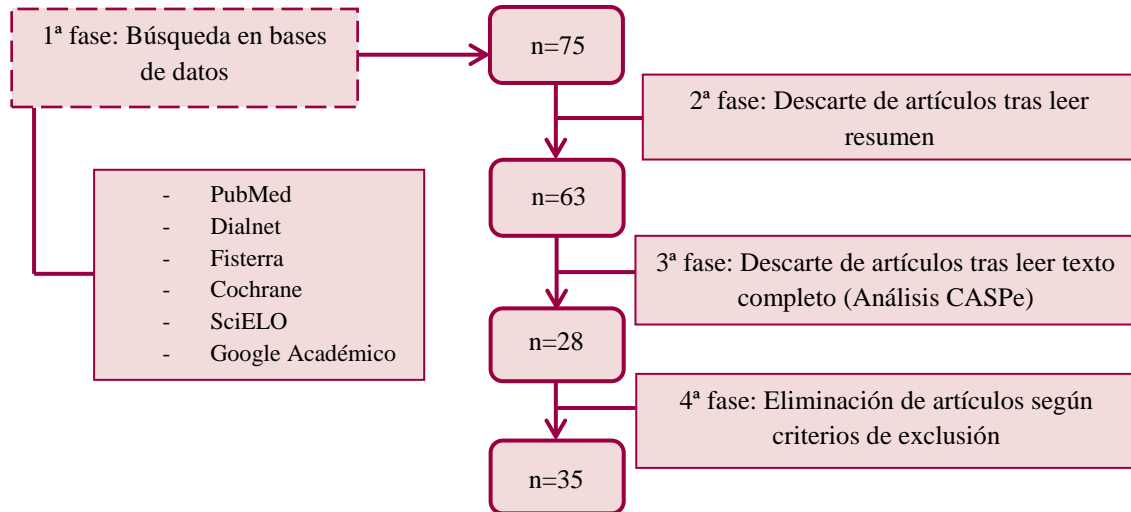 1ª fase: Búsqueda en bases
de datos
n=75
2ª fase: Descarte de artículos tras leer
resumen
- PubMed
- Dialnet
- Fisterra
- Cochrane
- SciELO
- Google Académico
n=63
3ª fase: Descarte de artículos tras leer texto
completo (Análisis CASPe)
n=28
4ª fase: Eliminación de artículos según
criterios de exclusión
n=35